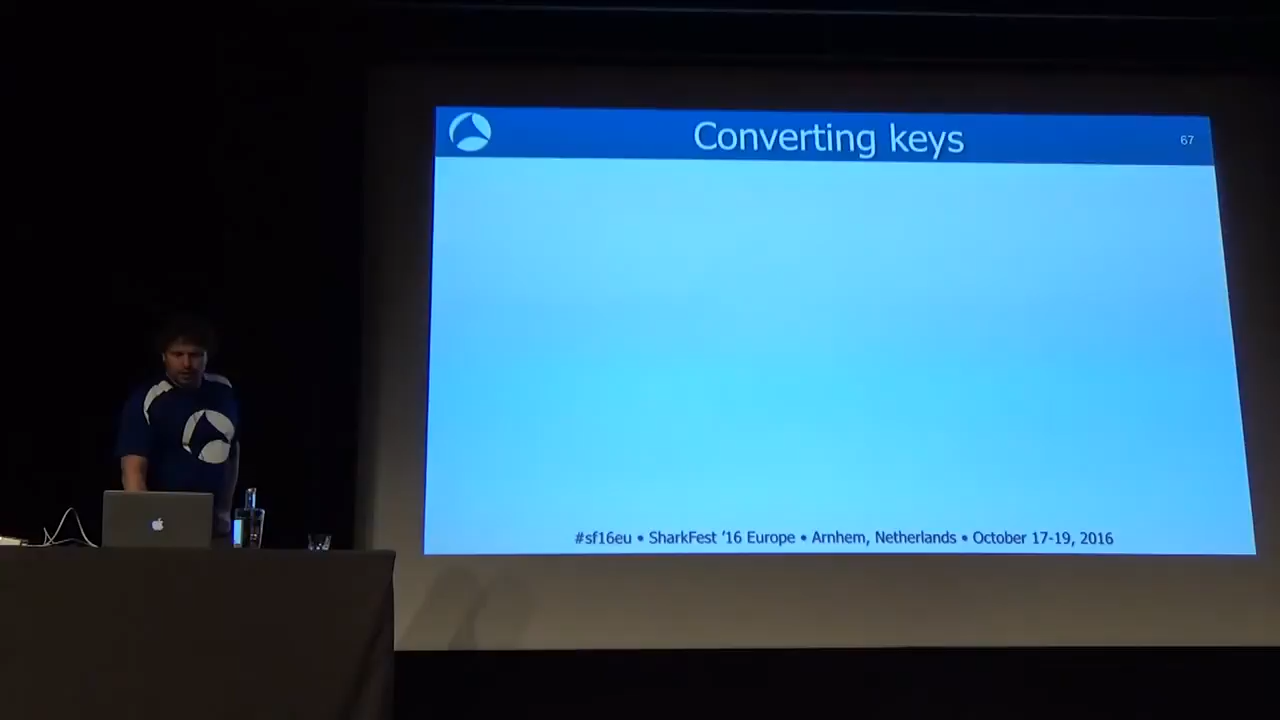 Converting keys
67
#sf16eu • SharkFest '16 Europe • Arnhem, Netherlands • October 17-19, 2016